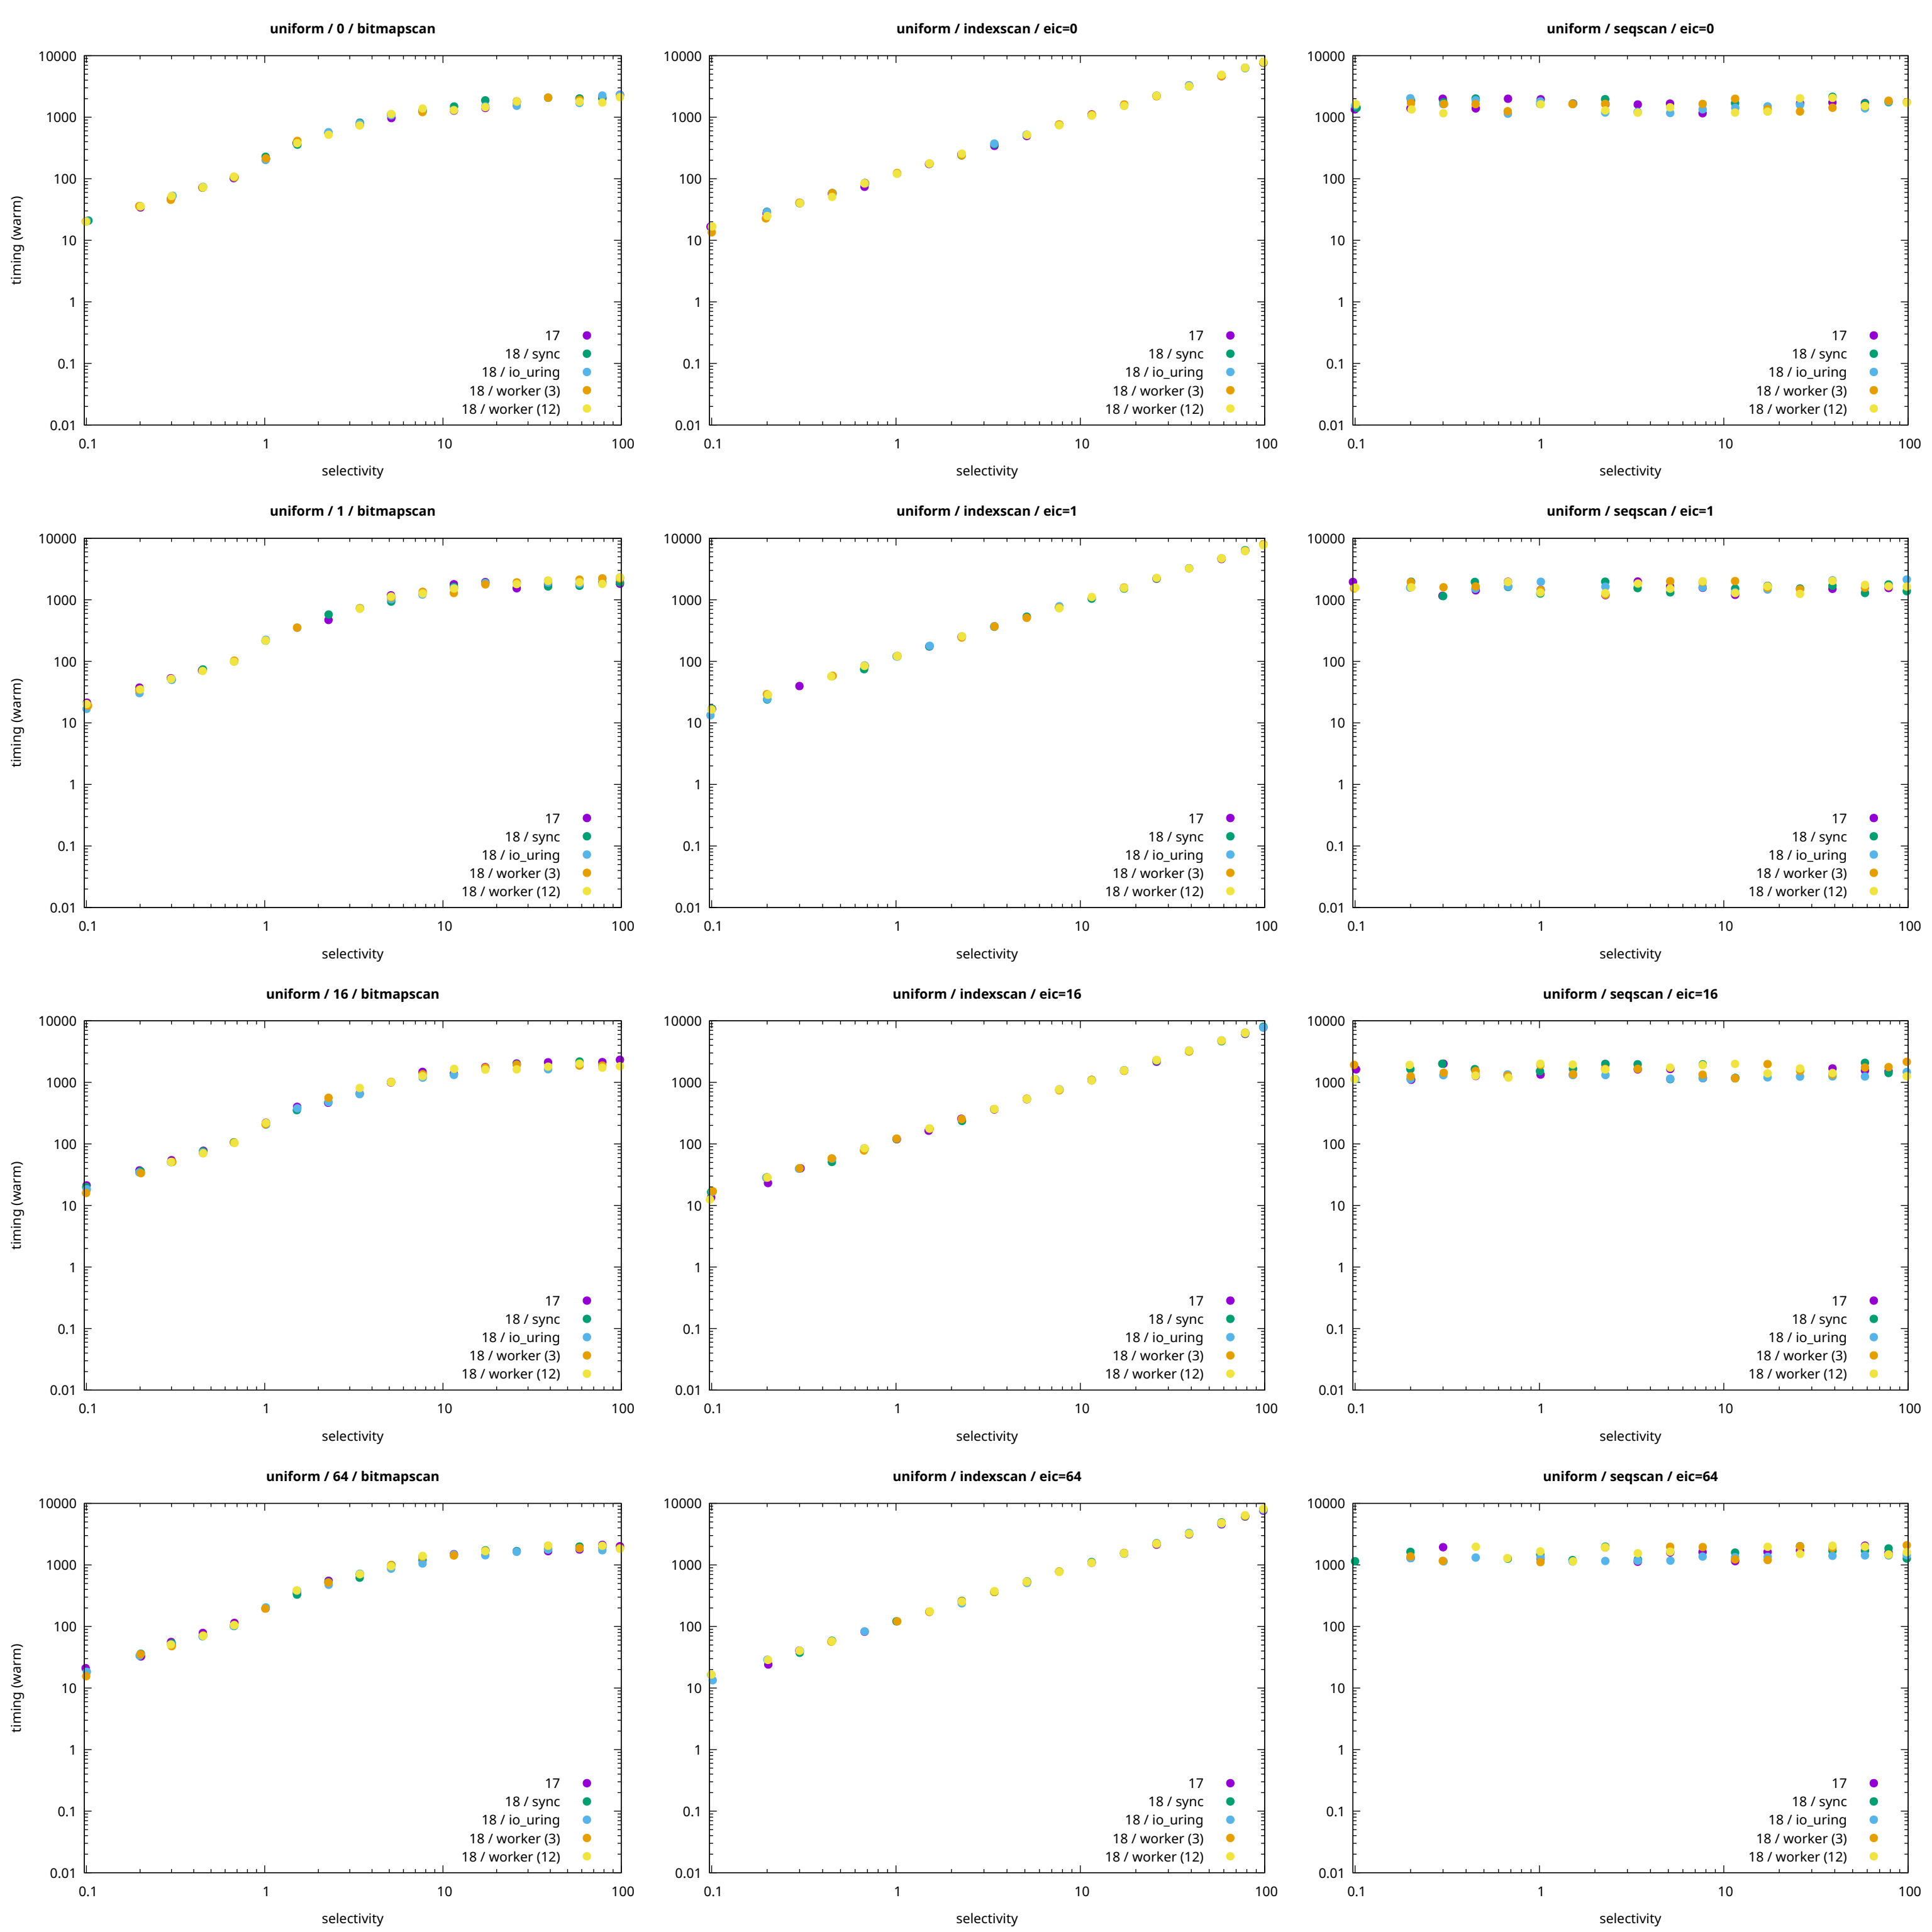 uniform / 0 / bitmapscan
timing (warm)
10000
1000
100
10
1
0.1
0.01
17
18 / sync
18 / io_uring
18 / worker (3)
18 / worker (12)
0.1 1 10 100
selectivity
uniform / indexscan / eic=0
10000
1000
100
10
1
0.1
0.01
17
18 / sync
18 / io_uring
18 / worker (3)
18 / worker (12)
0.1 1 10 100
selectivity
uniform / seqscan / eic=0
10000
1000
100
10
1
0.1
0.01
17
18 / sync
18 / io_uring
18 / worker (3)
18 / worker (12)
0.1 1 10 100
selectivity
uniform / 1 / bitmapscan
timing (warm)
10000
1000
100
10
1
0.1
0.01
17
18 / sync
18 / io_uring
18 / worker (3)
18 / worker (12)
0.1 1 10 100
selectivity
uniform / indexscan / eic=1
10000
1000
100
10
1
0.1
0.01
17
18 / sync
18 / io_uring
18 / worker (3)
18 / worker (12)
0.1 1 10 100
selectivity
uniform / seqscan / eic=1
10000
1000
100
10
1
0.1
0.01
17
18 / sync
18 / io_uring
18 / worker (3)
18 / worker (12)
0.1 1 10 100
selectivity
uniform / 16 / bitmapscan
timing (warm)
10000
1000
100
10
1
0.1
0.01
17
18 / sync
18 / io_uring
18 / worker (3)
18 / worker (12)
0.1 1 10 100
selectivity
uniform / indexscan / eic=16
10000
1000
100
10
1
0.1
0.01
17
18 / sync
18 / io_uring
18 / worker (3)
18 / worker (12)
0.1 1 10 100
selectivity
uniform / seqscan / eic=16
10000
1000
100
10
1
0.1
0.01
17
18 / sync
18 / io_uring
18 / worker (3)
18 / worker (12)
0.1 1 10 100
selectivity
uniform / 64 / bitmapscan
timing (warm)
10000
1000
100
10
1
0.1
0.01
17
18 / sync
18 / io_uring
18 / worker (3)
18 / worker (12)
0.1 1 10 100
selectivity
uniform / indexscan / eic=64
10000
1000
100
10
1
0.1
0.01
17
18 / sync
18 / io_uring
18 / worker (3)
18 / worker (12)
0.1 1 10 100
selectivity
uniform / seqscan / eic=64
10000
1000
100
10
1
0.1
0.01
17
18 / sync
18 / io_uring
18 / worker (3)
18 / worker (12)
0.1 1 10 100
selectivity